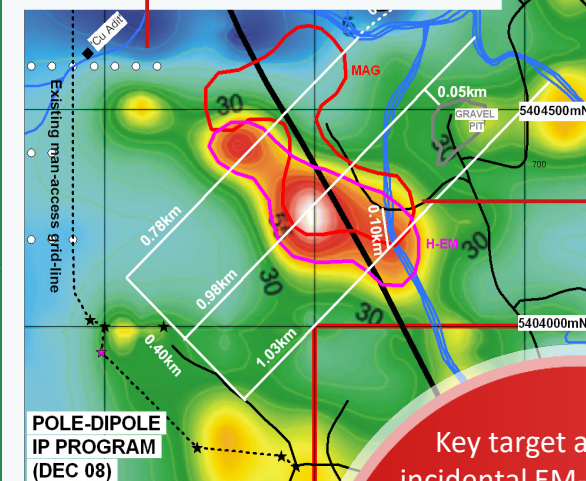 'Cu Adit'
MAG
0.05km
30
GRAVEL
PIT
5404500mN
30
700
Existing man-access grid-line
0.78km
0.10km
H-EM
30
0.98km
30
30
5404000mN
0.40km
1.03km
POLE-DIPOLE
IP PROGRAM
(DEC 08)
Key target a
incidental EM